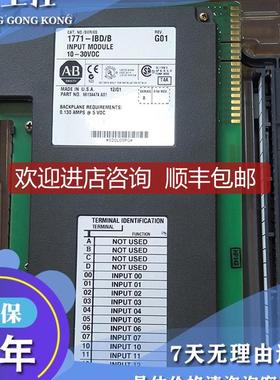 GONG KONG
CAT./SERIES
1771-IBD/B
REV.
G01
INPUT MODULE
10-30VDC
AB
MADE IN U.S.A.
12/01
BACKPLANE REQUIREMENTS:
0.130 AMPS @ 5 VDC
欢迎进店咨询 顺丰包邮
TERMINAL IDENTIFICATION
TERMINAL
FUNCTION
A NOT USED
B NOT USED
C NOT USED
D NOT USED
00 INPUT 00
01 INPUT 01
02 INPUT 02
03 INPUT 03
04 INPUT 04
05 INPUT 05
06 INPUT 06
07 INPUT 07
10 INPUT 10
11 INPUT 11
保
年
7天无理由